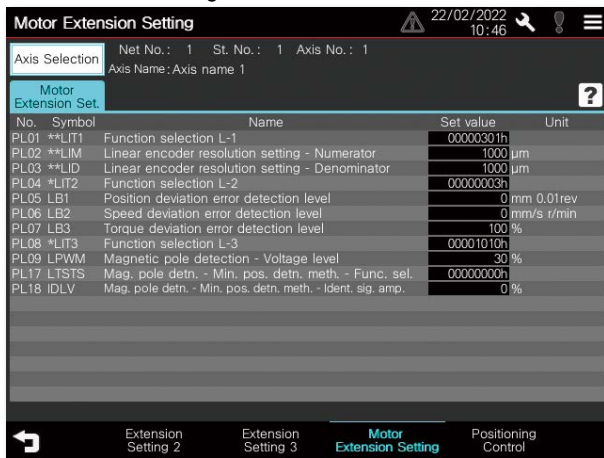 Motor Extension Setting 22/02/2022 10:46
Axis Selection
Net No.: 1 St. No.: 1 Axis No.: 1
Axis Name : Axis name 1
Motor
Extension Set.
?
No. Symbol Name Set value Unit
PL01 **LIT1 Function selection L-1 00000301h
PL02 **LIM Linear encoder resolution setting - Numerator 1000 µm
PL03 **LID Linear encoder resolution setting - Denominator 1000 µm
PL04 *LIT2 Function selection L-2 00000003h
PL05 LB1 Position deviation error detection level 0 mm 0.01rev
PL06 LB2 Speed deviation error detection level 0 mm/s r/min
PL07 LB3 Torque deviation error detection level 100 %
PL08 *LIT3 Function selection L-3 00001010h
PL09 LPWM Magnetic pole detection - Voltage level 30 %
PL17 LTSTS Mag. pole detn. - Min. pos. detn. meth. - Func. sel. 00000000h
PL18 IDLV Mag. pole detn. - Min. pos. detn. meth. - Ident. sig. amp. 0 %
Extension Setting 2
Extension Setting 3
Motor Extension Setting
Positioning Control